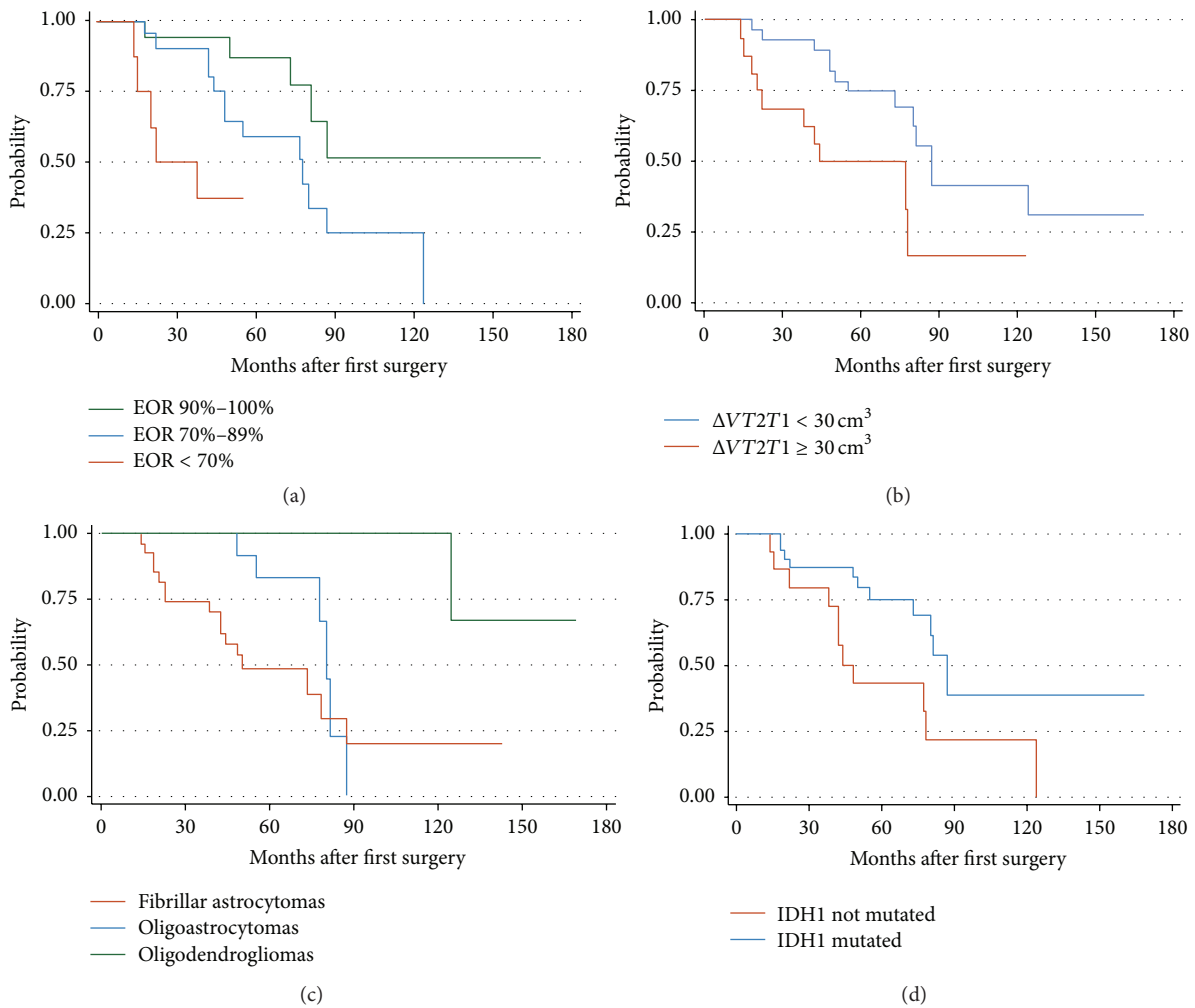 1.00
0.75
0.50
0.25
0.00
Probability
0 30 60 90 120 150 180
Months after first surgery
EOR 90%–100%
EOR 70%–89%
EOR < 70%
(a)
1.00
0.75
0.50
0.25
0.00
Probability
0 30 60 90 120 150 180
Months after first surgery
ΔVT2T1 < 30 cm³
ΔVT2T1 ≥ 30 cm³
(b)
1.00
0.75
0.50
0.25
0.00
Probability
0 30 60 90 120 150 180
Months after first surgery
Fibrillar astrocytomas
Oligoastrocytomas
Oligodendrogliomas
(c)
1.00
0.75
0.50
0.25
0.00
Probability
0 30 60 90 120 150 180
Months after first surgery
IDH1 not mutated
IDH1 mutated
(d)